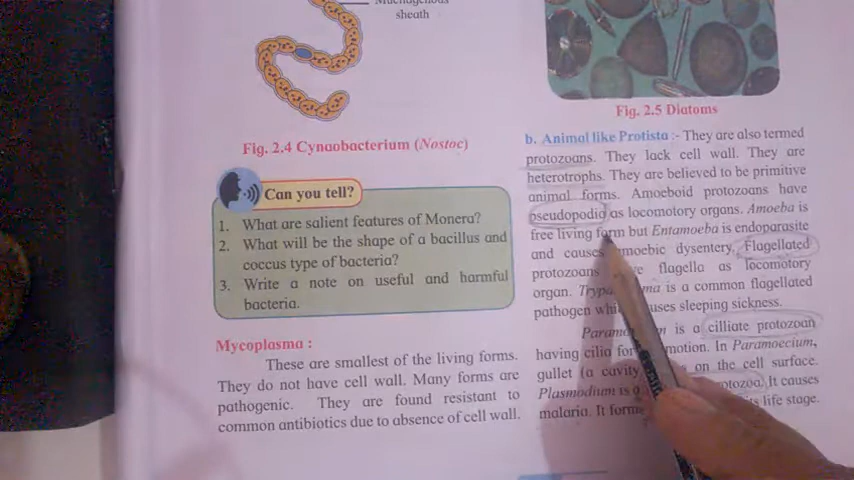 Mucilagenous
sheath
Fig. 2.4 Cynaobacterium (Nostoc)
Can you tell?
1. What are salient features of Monera?
2. What will be the shape of a bacillus and
coccus type of bacteria?
3. Write a note on useful and harmful
bacteria.
Mycoplasma :
These are smallest of the living forms.
They do not have cell wall. Many forms are
pathogenic. They are found resistant to
common antibiotics due to absence of cell wall.
Fig. 2.5 Diatoms
b. Animal like Protista :- They are also termed
protozoans. They lack cell wall. They are
heterotrophs. They are believed to be primitive
animal forms. Amoeboid protozoans have
pseudopodia as locomotory organs. Amoeba is
free living form but Entamoeba is endoparasite
and causes amoebic dysentery. Flagellated
protozoans flagella as locomotory
organ. is a common flagellated
pathogen sleeping sickness.
is a cilliate protozoan
having cilia for In Paramoecium,
gullet (a cavity on the cell surface.
Plasmodium is It causes
malaria. It life stage.